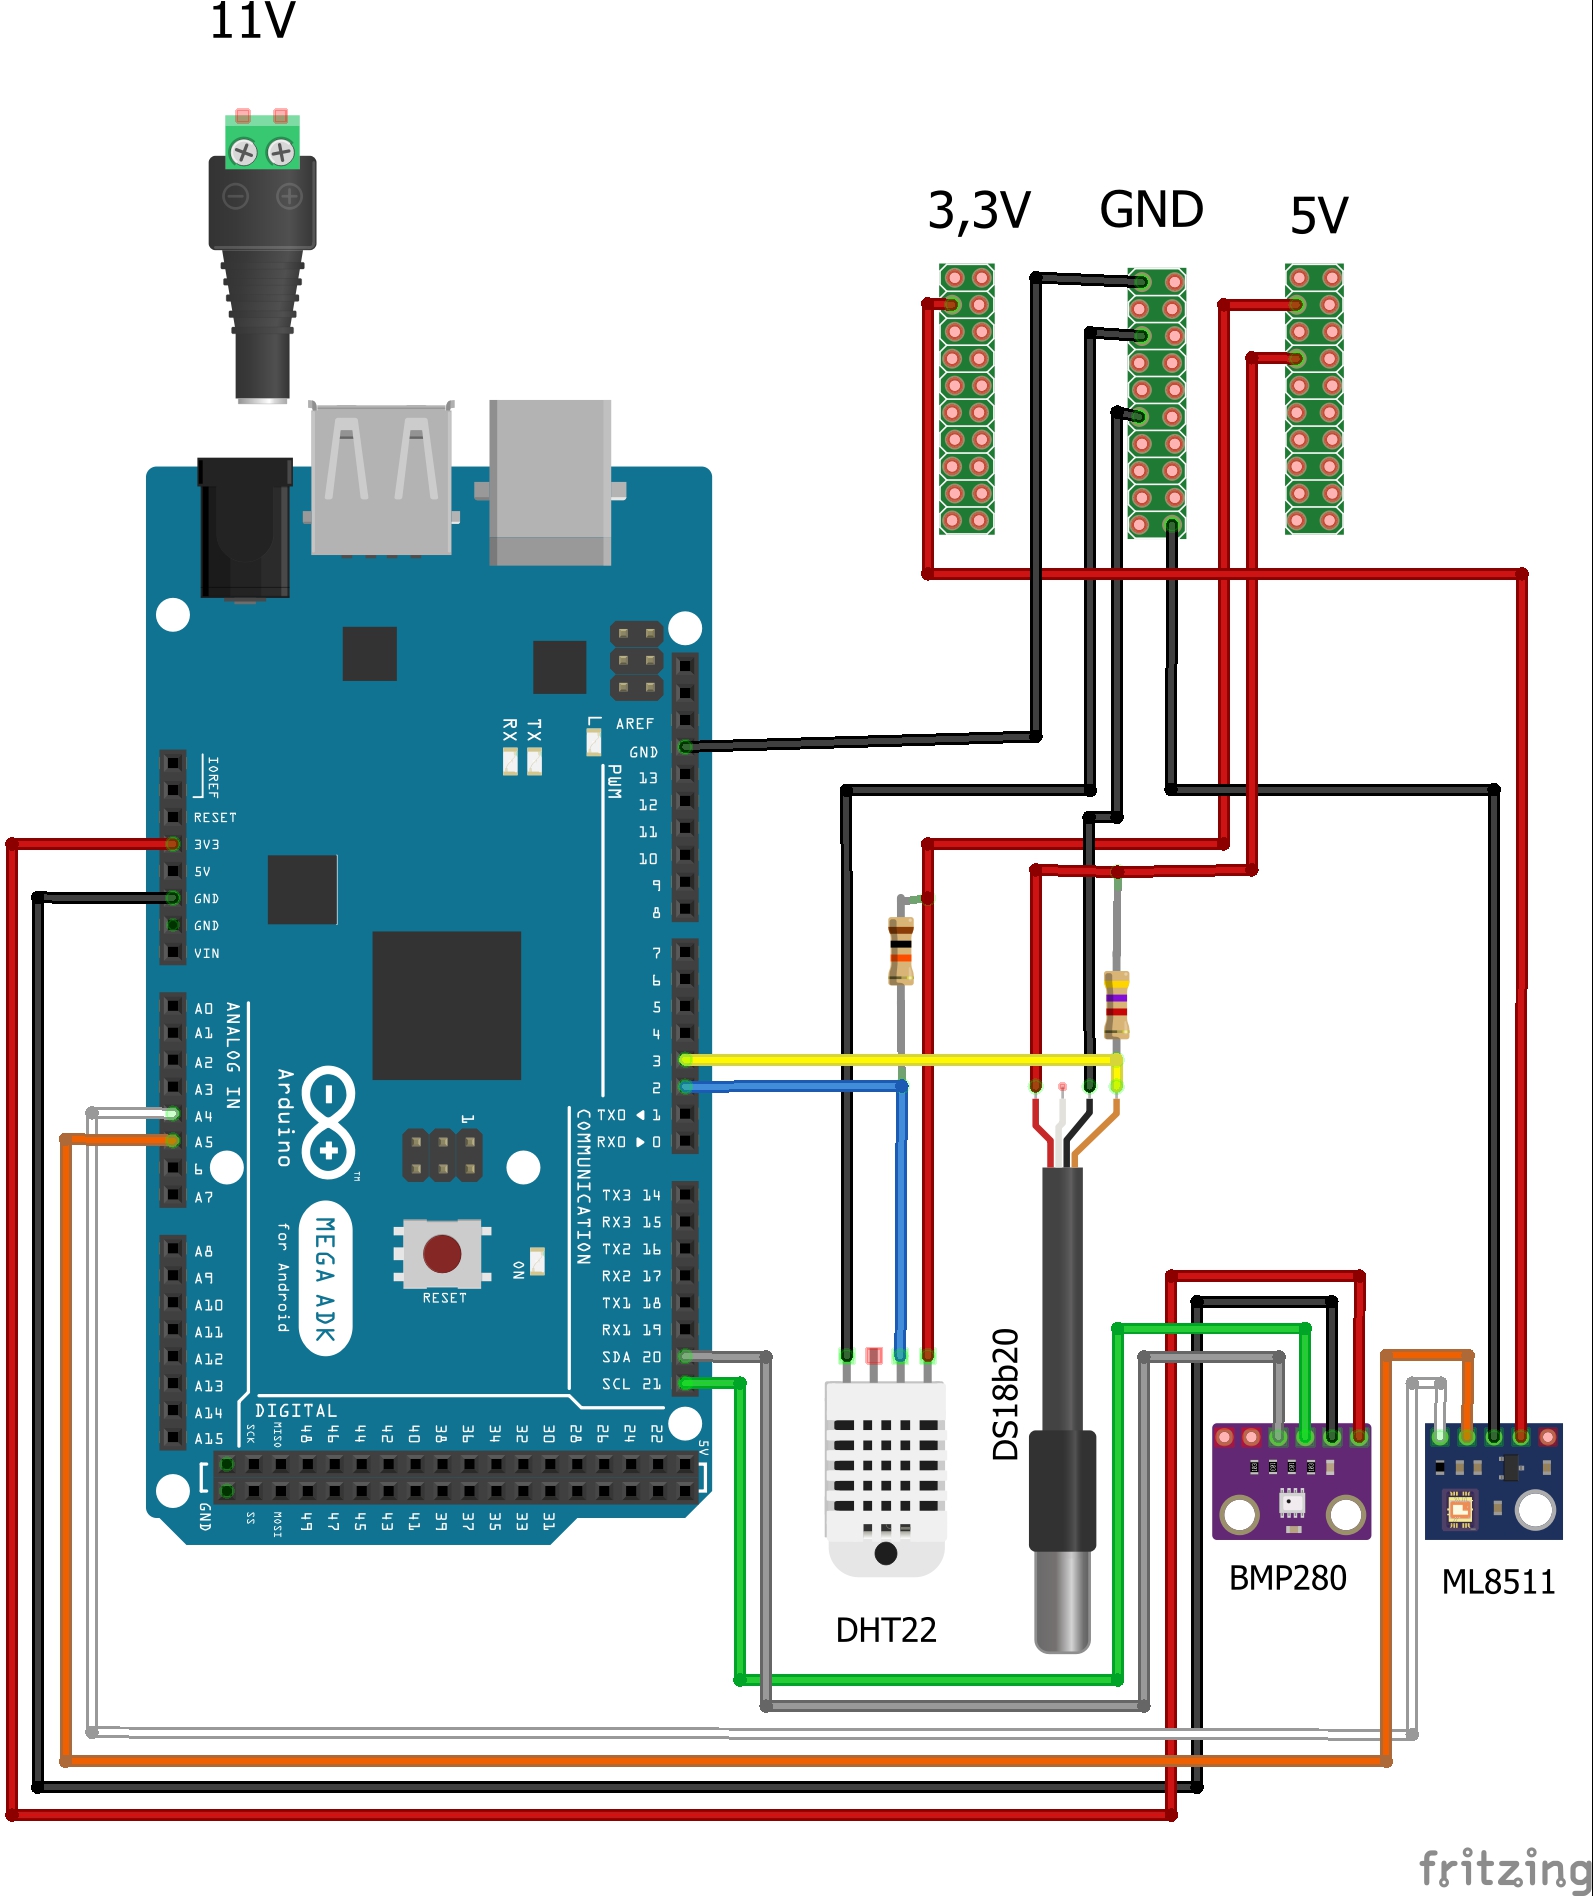 11V
3,3V
GND
5V
IOREF
RESET
3V3
5V
GND
GND
VIN
RX
TX
L
AREF
GND
13
12
11
10
9
8
PWM
7
6
5
4
3
2
TX0 ◀ 1
RX0 ▶ 0
COMMUNICATION
TX3 14
RX3 15
TX2 16
RX2 17
TX1 18
RX1 19
SDA 20
SCL 21
A0
A1
A2
A3
A4
A5
6
A7
ANALOG IN
A8
A9
A10
A11
A12
A13
A14
A15
Arduino
TM
MEGA ADK
for Android
1
RESET
ON
DIGITAL
SCK
MISO
48
46
44
42
40
38
36
34
32
30
28
26
24
22
5V
GND
SS
MOSI
49
47
45
43
41
39
37
35
33
31
DHT22
DS18b20
BMP280
ML8511
fritzing